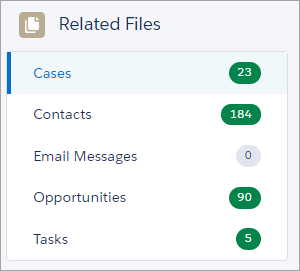 Related Files
Cases 23
Contacts 184
Email Messages 0
Opportunities 90
Tasks 5